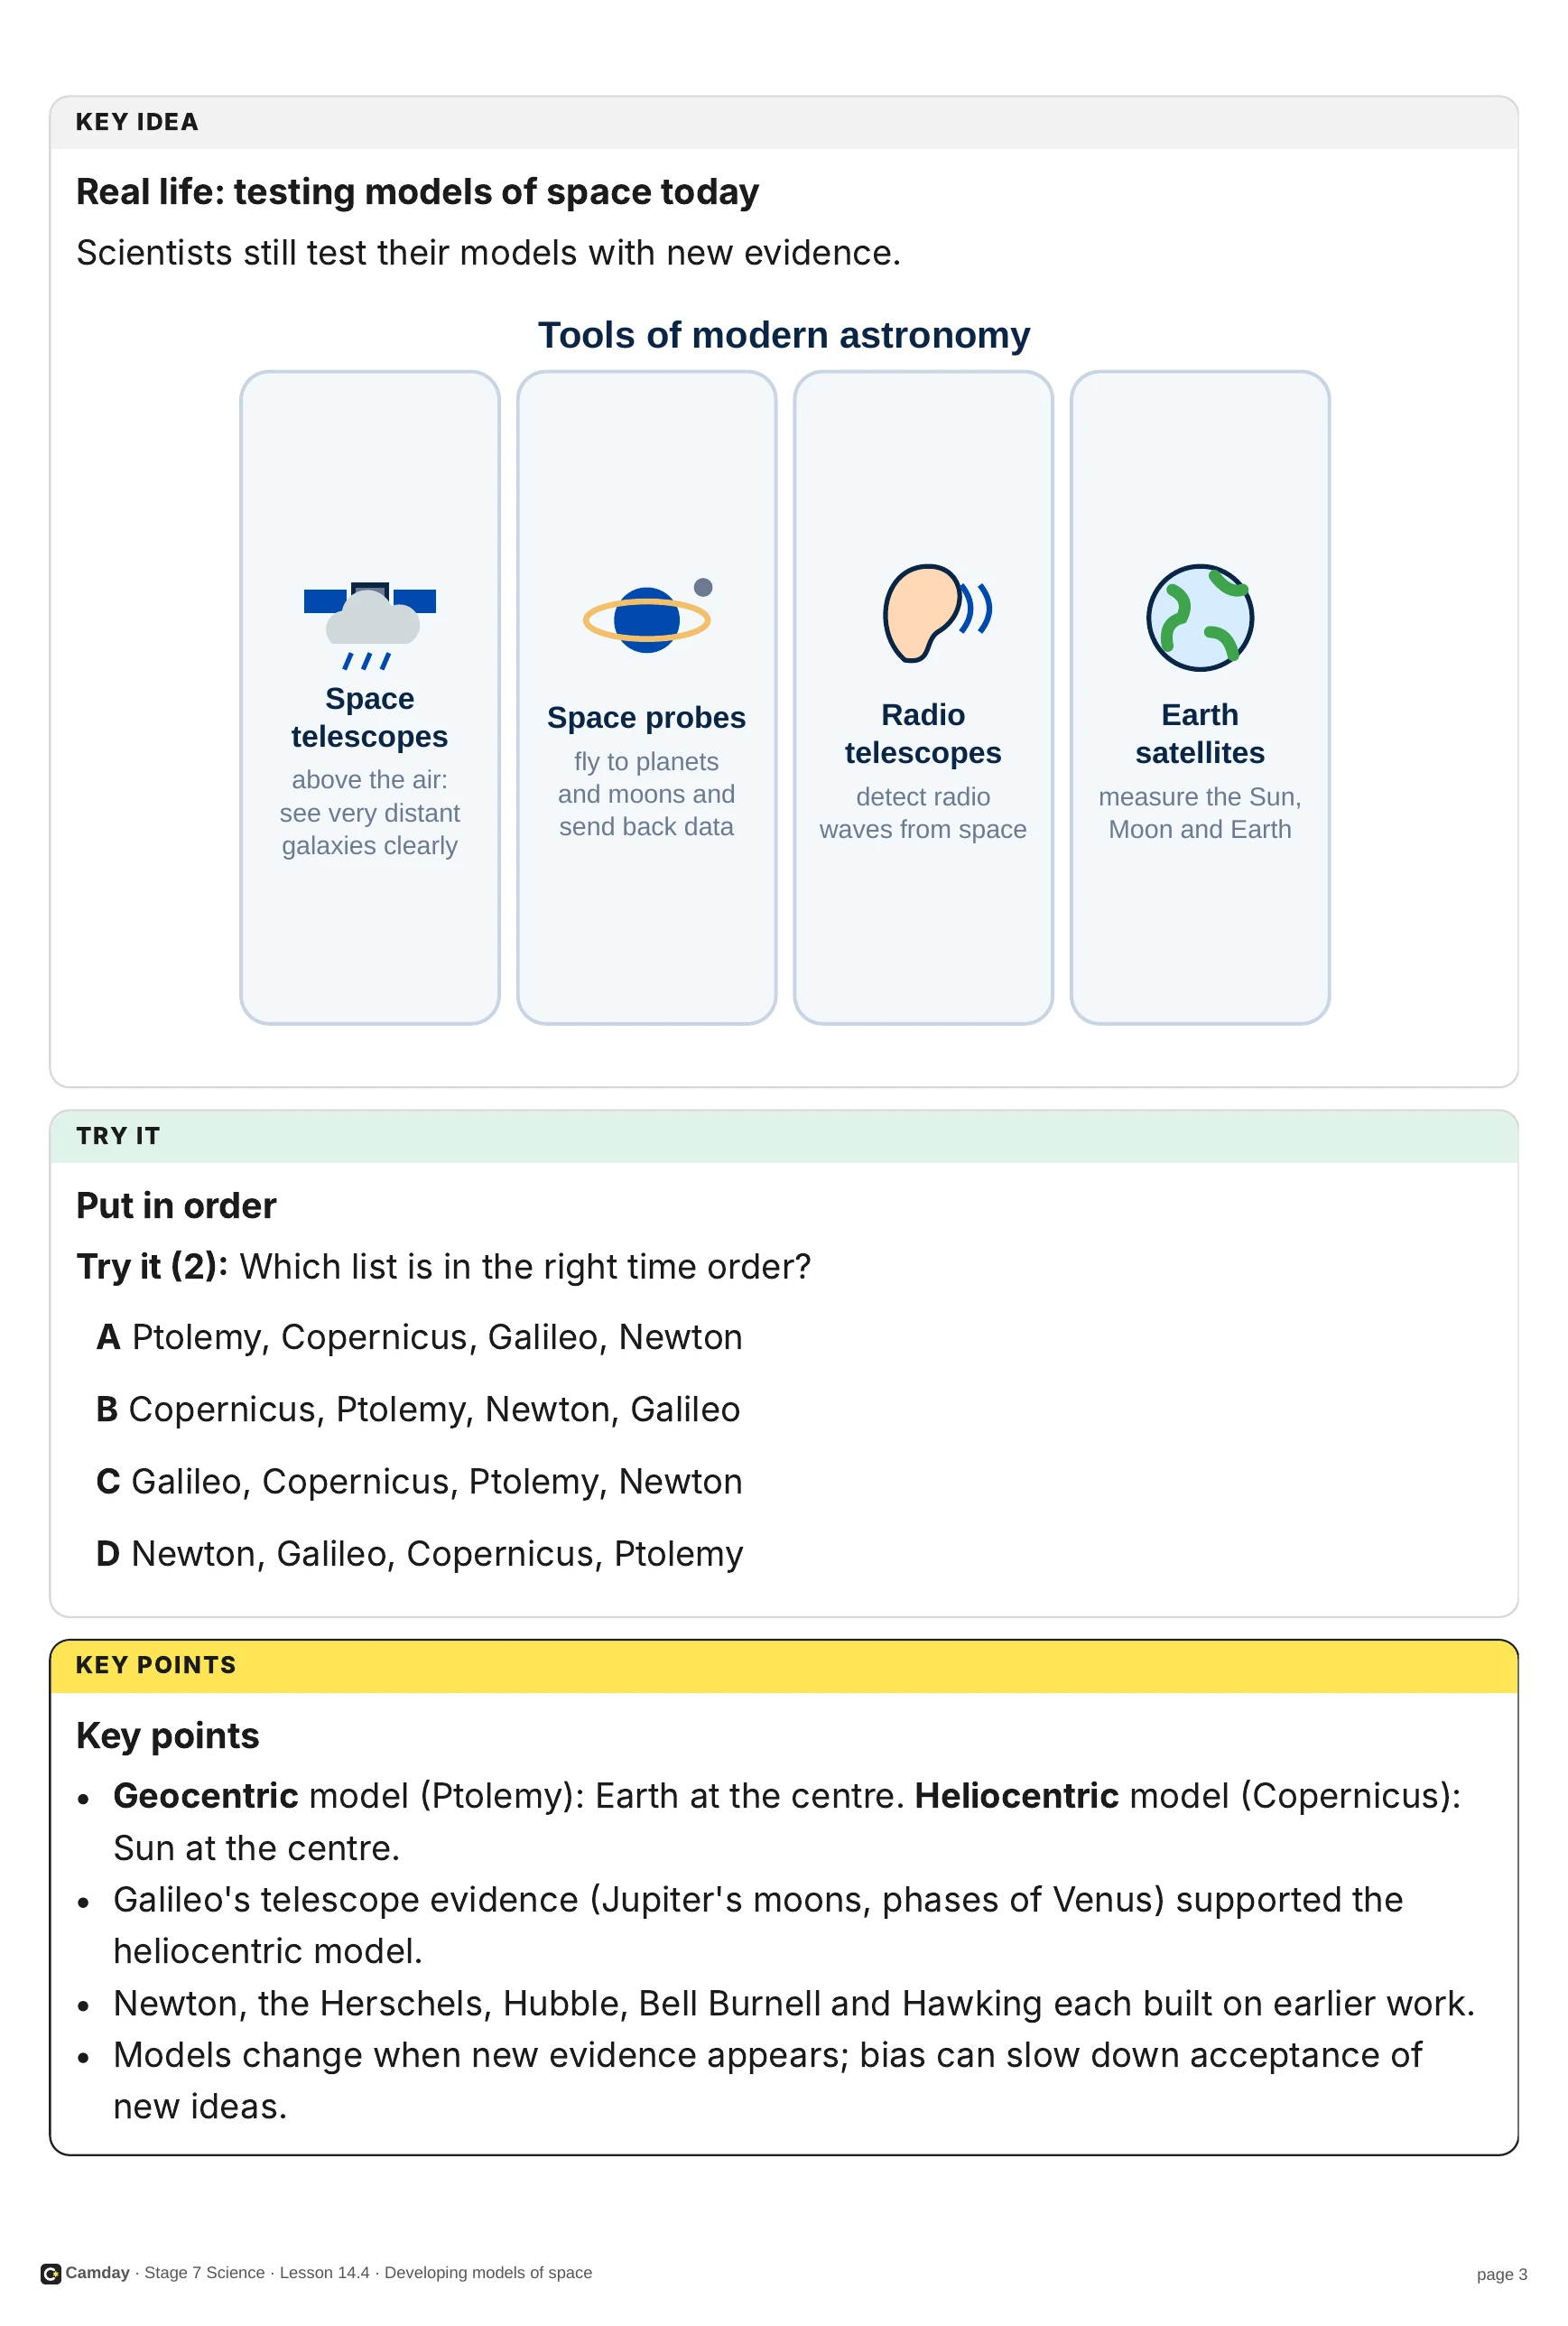 KEY IDEA
Real life: testing models of space today
Scientists still test their models with new evidence.
Tools of modern astronomy
Space
telescopes
above the air:
see very distant
galaxies clearly
Space probes
fly to planets
and moons and
send back data
Radio
telescopes
detect radio
waves from space
Earth
satellites
measure the Sun,
Moon and Earth
TRY IT
Put in order
Try it (2): Which list is in the right time order?
A Ptolemy, Copernicus, Galileo, Newton
B Copernicus, Ptolemy, Newton, Galileo
C Galileo, Copernicus, Ptolemy, Newton
D Newton, Galileo, Copernicus, Ptolemy
KEY POINTS
Key points
• Geocentric model (Ptolemy): Earth at the centre. Heliocentric model (Copernicus):
Sun at the centre.
• Galileo's telescope evidence (Jupiter's moons, phases of Venus) supported the
heliocentric model.
• Newton, the Herschels, Hubble, Bell Burnell and Hawking each built on earlier work.
• Models change when new evidence appears; bias can slow down acceptance of
new ideas.
Camday · Stage 7 Science · Lesson 14.4 · Developing models of space
page 3